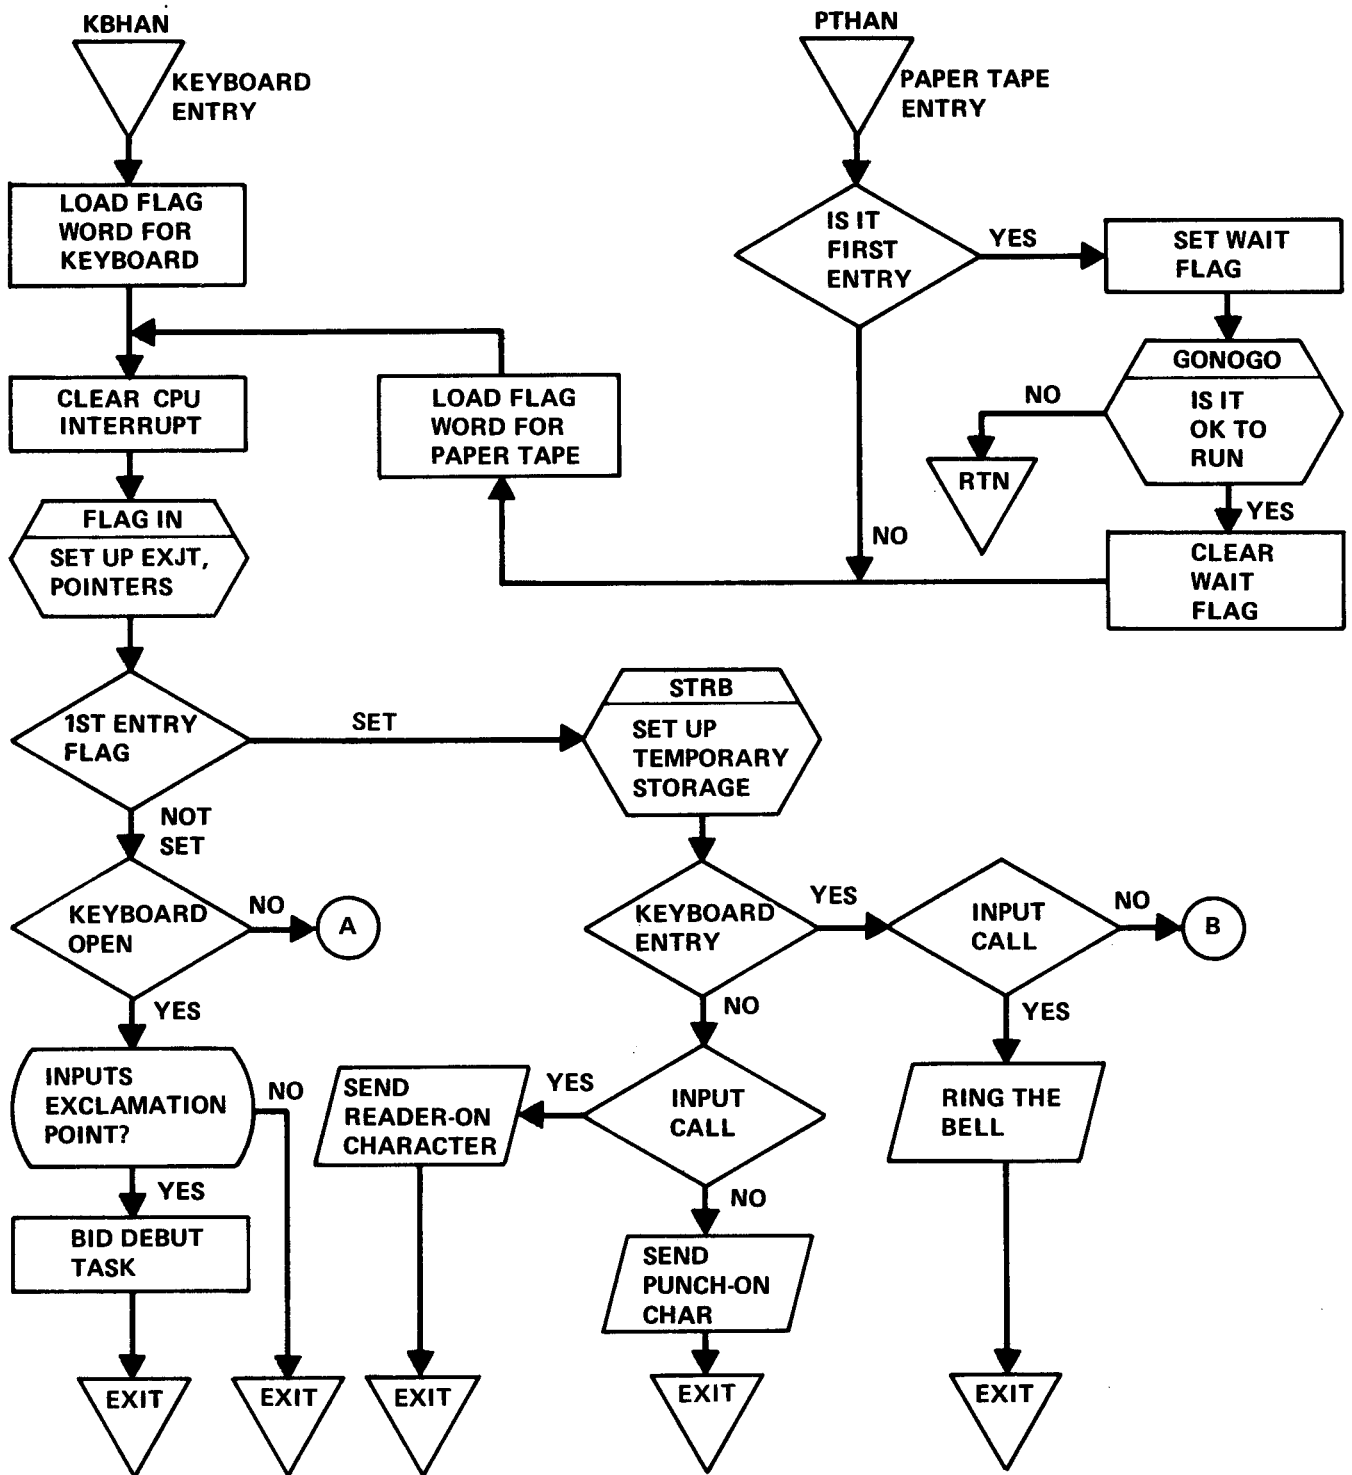 KBHAN
KEYBOARD
ENTRY
LOAD FLAG
WORD FOR
KEYBOARD
CLEAR CPU
INTERRUPT
FLAG IN
SET UP EXJT,
POINTERS
PTHAN
PAPER TAPE
ENTRY
IS IT
FIRST
ENTRY
YES
SET WAIT
FLAG
GONOGO
IS IT
OK TO
RUN
NO
RTN
YES
CLEAR
WAIT
FLAG
NO
LOAD FLAG
WORD FOR
PAPER TAPE
1ST ENTRY
FLAG
SET
STRB
SET UP
TEMPORARY
STORAGE
NOT
SET
KEYBOARD
OPEN
NO
A
KEYBOARD
ENTRY
YES
INPUT
CALL
NO
B
YES
INPUTS
EXCLAMATION
POINT?
NO
YES
BID DEBUT
TASK
EXIT
EXIT
NO
INPUT
CALL
YES
SEND
READER-ON
CHARACTER
EXIT
NO
SEND
PUNCH-ON
CHAR
EXIT
YES
RING THE
BELL
EXIT